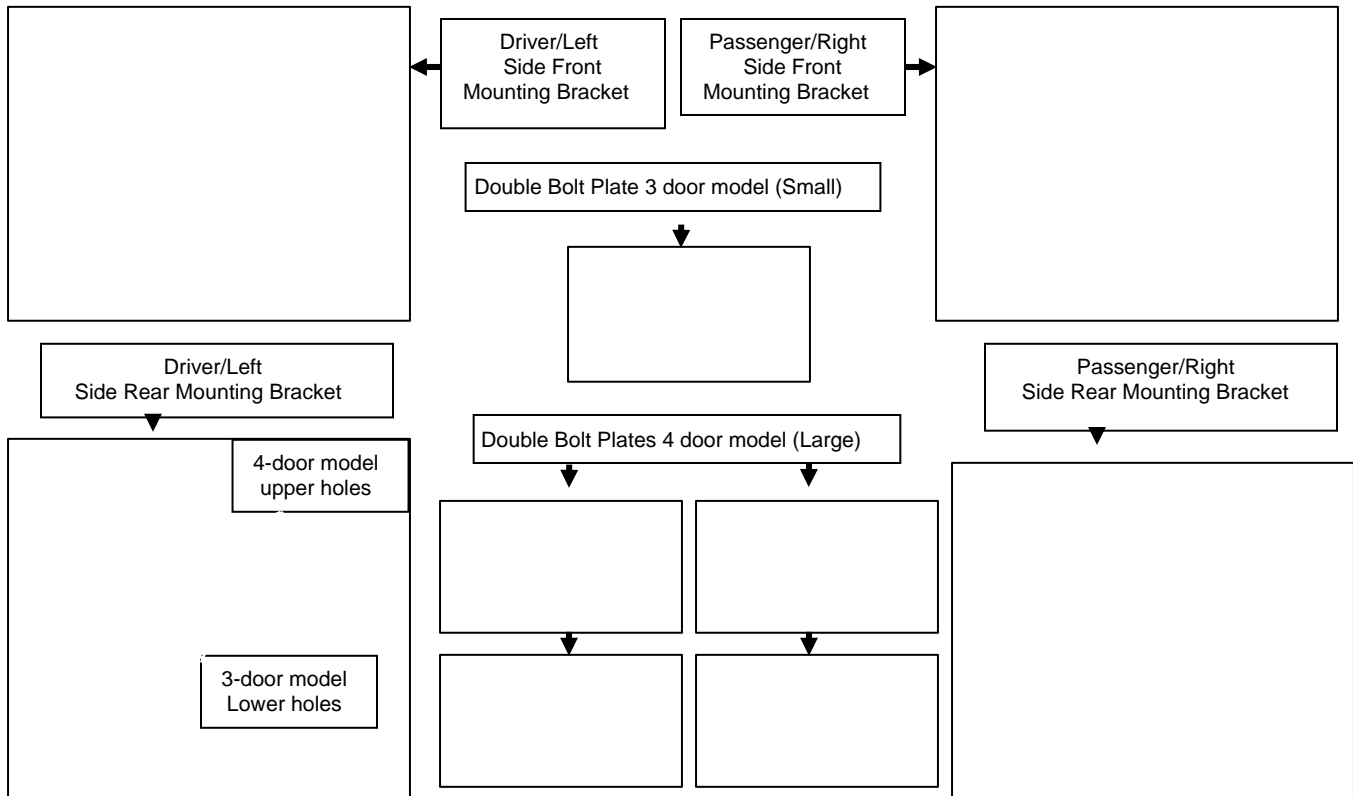 Driver/Left
Side Front
Mounting Bracket
Passenger/Right
Side Front
Mounting Bracket
Double Bolt Plate 3 door model (Small)
Driver/Left
Side Rear Mounting Bracket
Passenger/Right
Side Rear Mounting Bracket
Double Bolt Plates 4 door model (Large)
4-door model
upper holes
3-door model
Lower holes